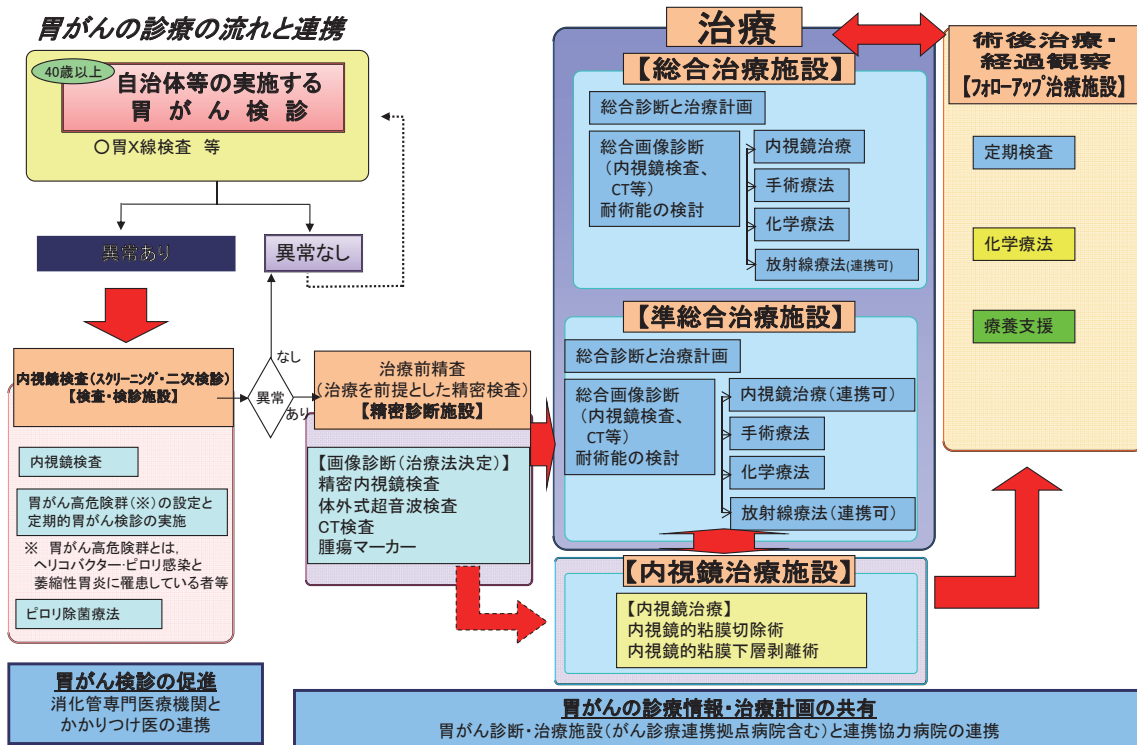 胃がんの診療の流れと連携
40歳以上
自治体等の実施する
胃がん検診
○胃X線検査 等
異常あり
異常なし
内視鏡検査(スクリーニング・二次検診)
【検査・検診施設】
内視鏡検査
胃がん高危険群(※)の設定と
定期的胃がん検診の実施
※ 胃がん高危険群とは,
ヘリコバクター・ピロリ感染と
萎縮性胃炎に罹患している者等
ピロリ除菌療法
なし
異常
あり
治療前精査
(治療を前提とした精密検査)
【精密診断施設】
【画像診断(治療法決定)】
精密内視鏡検査
体外式超音波検査
CT検査
腫瘍マーカー
治療
【総合治療施設】
総合診断と治療計画
総合画像診断
(内視鏡検査、
CT等)
耐術能の検討
内視鏡治療
手術療法
化学療法
放射線療法(連携可)
【準総合治療施設】
総合診断と治療計画
総合画像診断
(内視鏡検査、
CT等)
耐術能の検討
内視鏡治療(連携可)
手術療法
化学療法
放射線療法(連携可)
【内視鏡治療施設】
【内視鏡治療】
内視鏡的粘膜切除術
内視鏡的粘膜下層剥離術
術後治療・
経過観察
【フォローアップ治療施設】
定期検査
化学療法
療養支援
胃がん検診の促進
消化管専門医療機関と
かかりつけ医の連携
胃がんの診療情報・治療計画の共有
胃がん診断・治療施設(がん診療連携拠点病院含む)と連携協力病院の連携